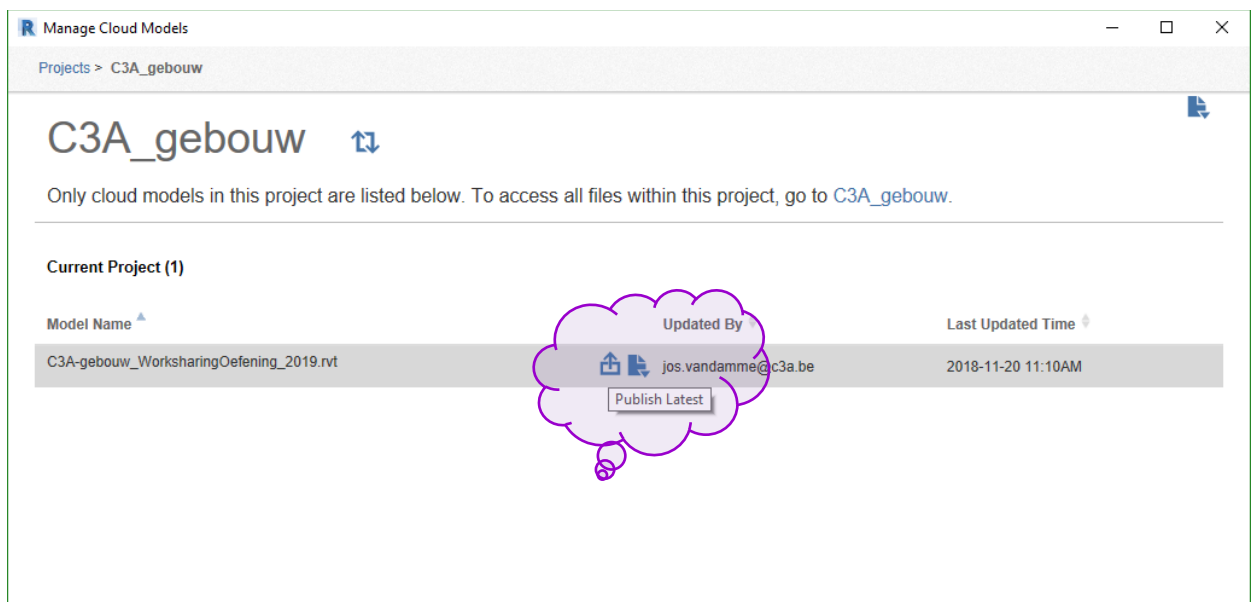 Manage Cloud Models
Projects > C3A_gebouw
C3A_gebouw
Only cloud models in this project are listed below. To access all files within this project, go to C3A_gebouw.
Current Project (1)
Model Name Updated By Last Updated Time
C3A-gebouw_WorksharingOefening_2019.rvt jos.vandamme@c3a.be 2018-11-20 11:10AM
Publish Latest